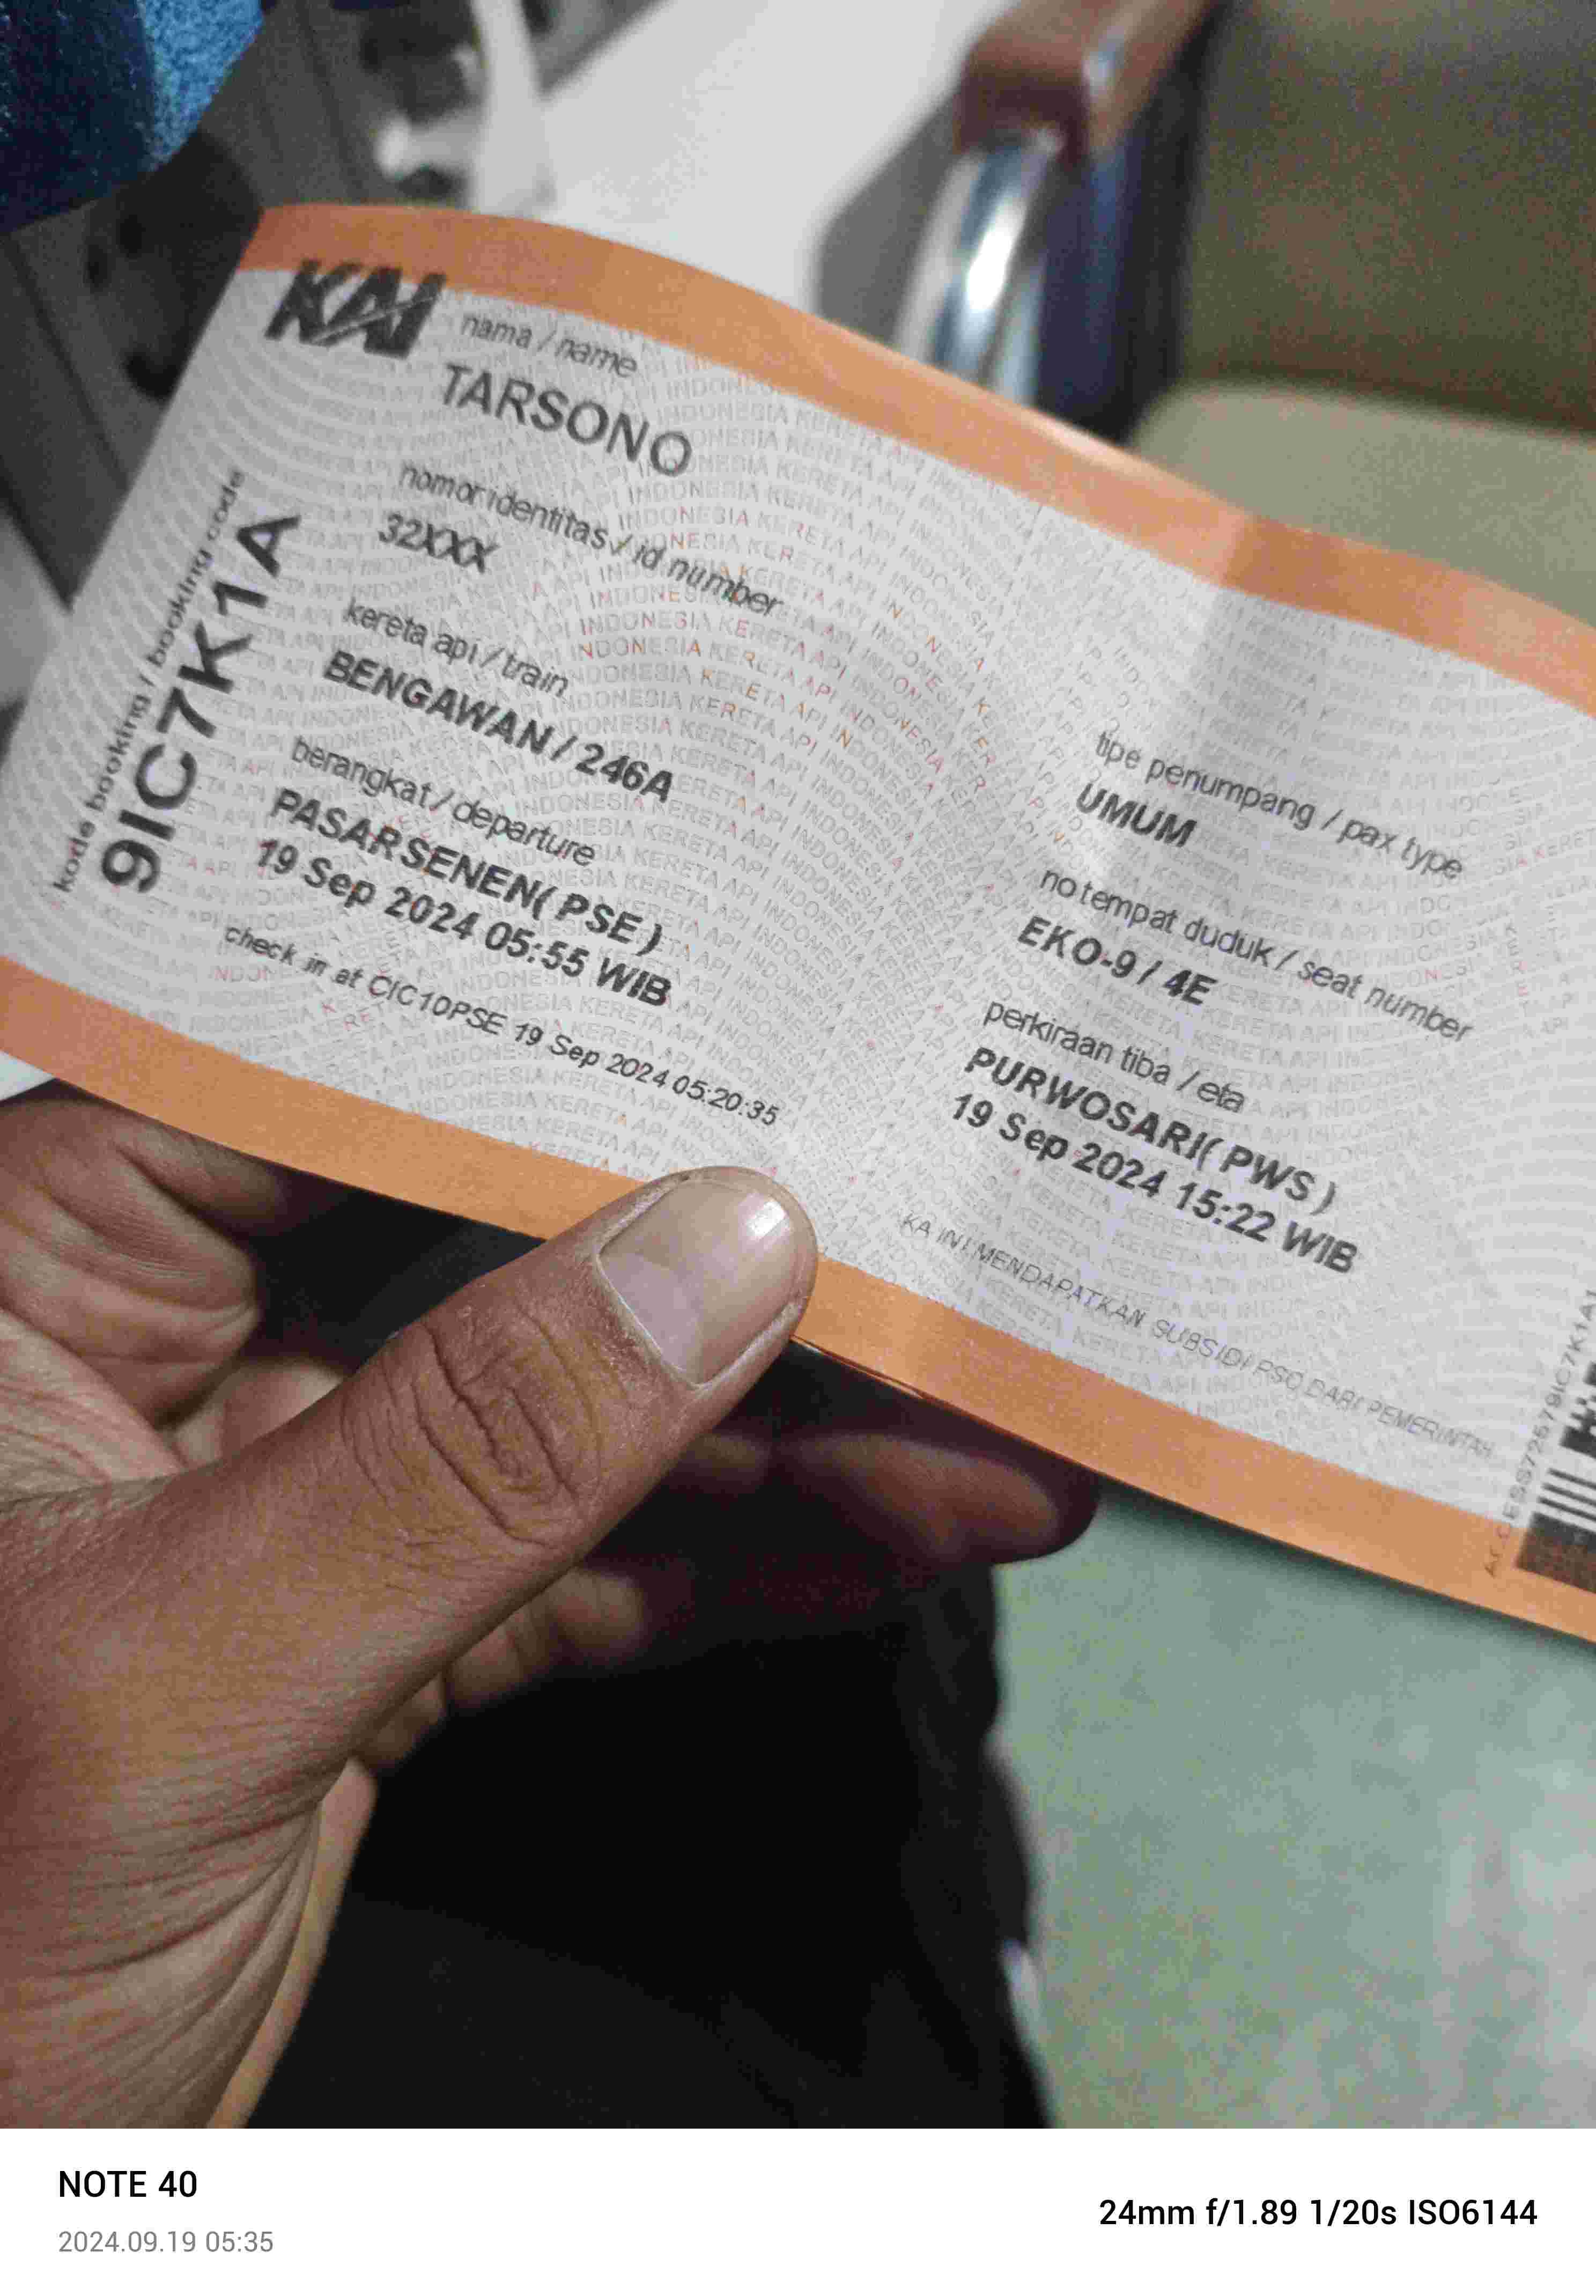 KAI
nama / name
TARSONO
nomor identitas / id number
32XXX
kereta api / train
BENGAWAN / 246A
berangkat / departure
PASARSENEN( PSE )
19 Sep 2024 05:55 WIB
check in at CIC10PSE 19 Sep 2024 05:20:35
kode booking / booking code
9IC7K1A
tipe penumpang / pax type
UMUM
no tempat duduk / seat number
EKO-9 / 4E
perkiraan tiba / eta
PURWOSARI( PWS )
19 Sep 2024 15:22 WIB
KA INI MENDAPATKAN SUBSIDI PSO DARI PEMERINTAH
NOTE 40
2024.09.19 05:35
24mm f/1.89 1/20s ISO6144